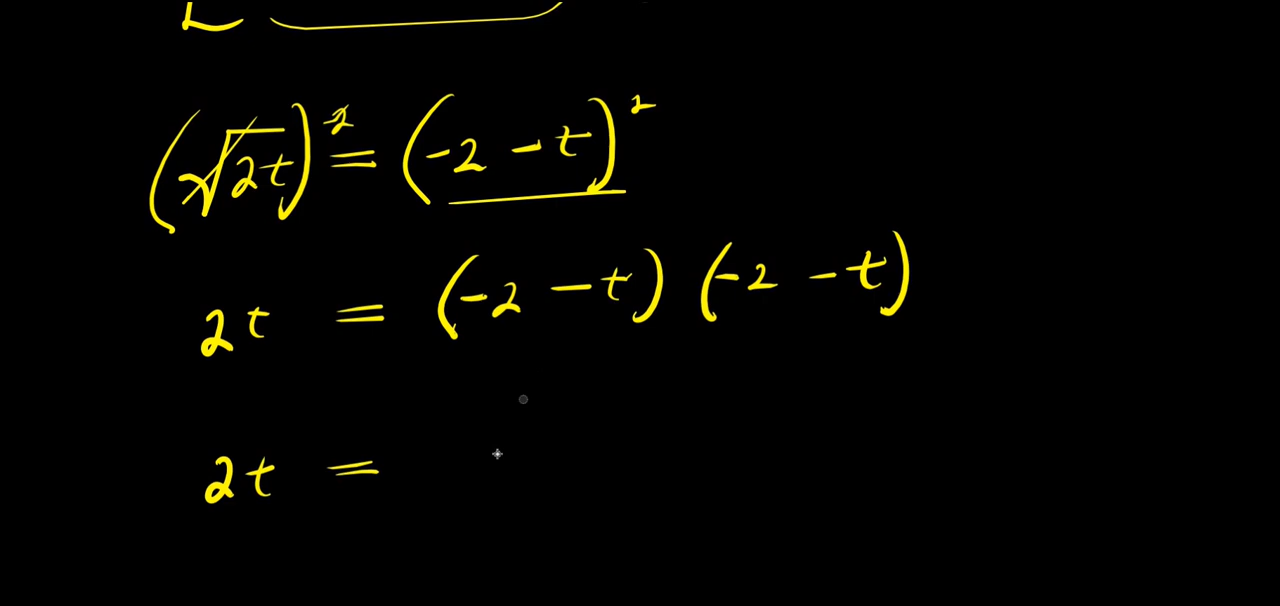 (√2t)² = (-2 - t)²
2t = (-2 - t) (-2 - t)
2t =